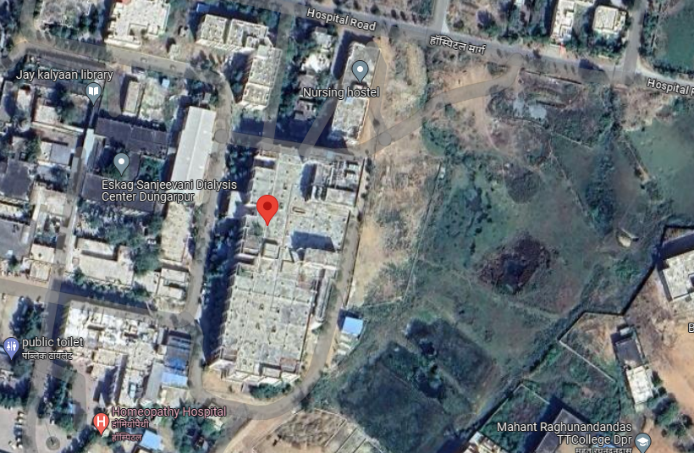 Hospital Road
हॉस्पिटल मार्ग
Jay kalyaan library
Nursing hostel
Hospital
Eskag Sanjeevani Dialysis
Center Dungarpur
public toilet
पब्लिक टायलेट
H
Homeopathy Hospital
होमियोपैथी
हॉस्पिटल
Mahant Raghunandandas
TTCollege Dpr